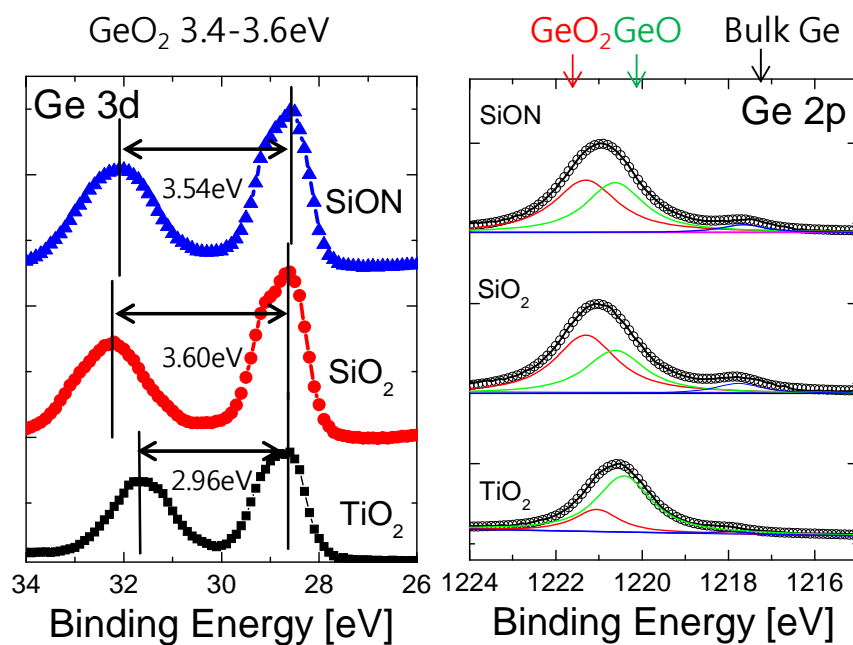 GeO₂ 3.4-3.6eV
Ge 3d
3.54eV
SiON
3.60eV
SiO₂
2.96eV
TiO₂
34 32 30 28 26
Binding Energy [eV]
GeO₂ GeO Bulk Ge
Ge 2p
SiON
SiO₂
TiO₂
1224 1222 1220 1218 1216
Binding Energy [eV]